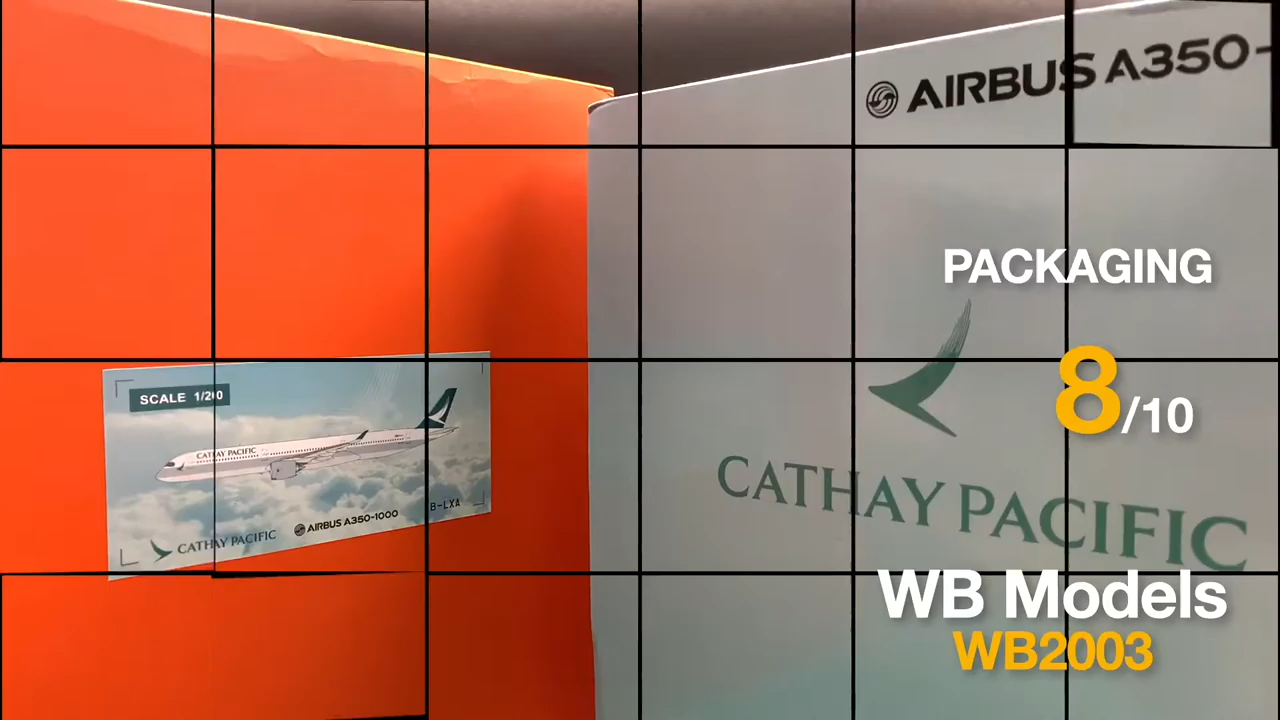 AIRBUS A350-
PACKAGING
8/10
SCALE 1/200
CATHAY PACIFIC
B-LXA
AIRBUS A350-1000
CATHAY PACIFIC
CATHAY PACIFIC
WB Models
WB2003